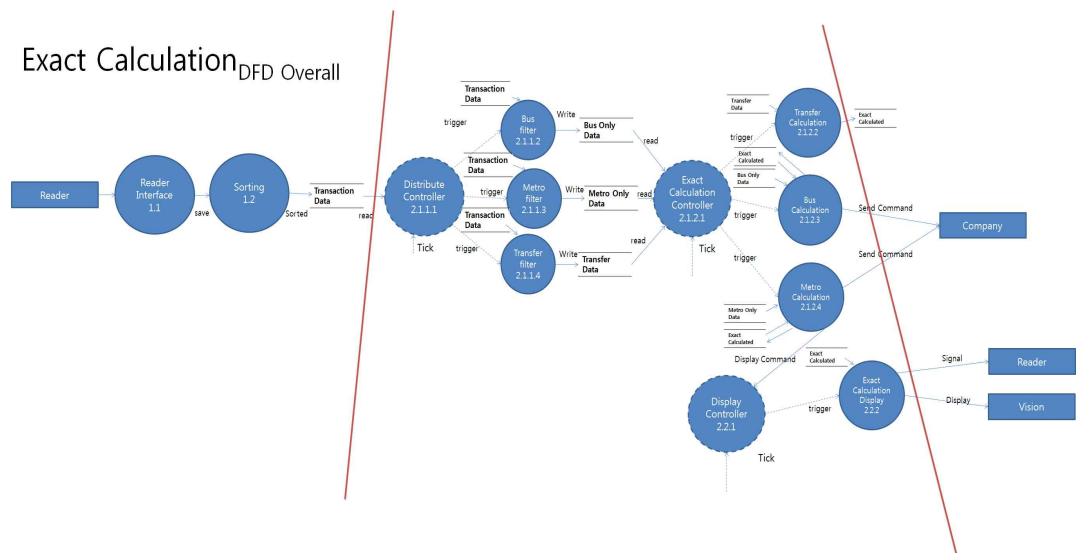 Exact Calculation DFD Overall
Reader
Reader
Interface
1.1
save
Sorting
1.2
Sorted
Transaction
Data
read
Distribute
Controller
2.1.1.1
Tick
trigger
trigger
trigger
Transaction
Data
Bus
filter
2.1.1.2
Write
Bus Only
Data
read
Transaction
Data
Metro
filter
2.1.1.3
Write
Metro Only
Data
read
Transaction
Data
Transfer
filter
2.1.1.4
Write
Transfer
Data
read
Exact
Calculation
Controller
2.1.2.1
Tick
trigger
trigger
trigger
Transfer
Data
Transfer
Calculation
2.1.2.2
Exact
Calculated
Exact
Calculated
Bus Only
Data
Bus
Calculation
2.1.2.3
Send Command
Company
Send Command
Metro
Calculation
2.1.2.4
Metro Only
Data
Exact
Calculated
Display Command
Display
Controller
2.2.1
Tick
trigger
Exact
Calculated
Exact
Calculation
Display
2.2.2
Signal
Reader
Display
Vision